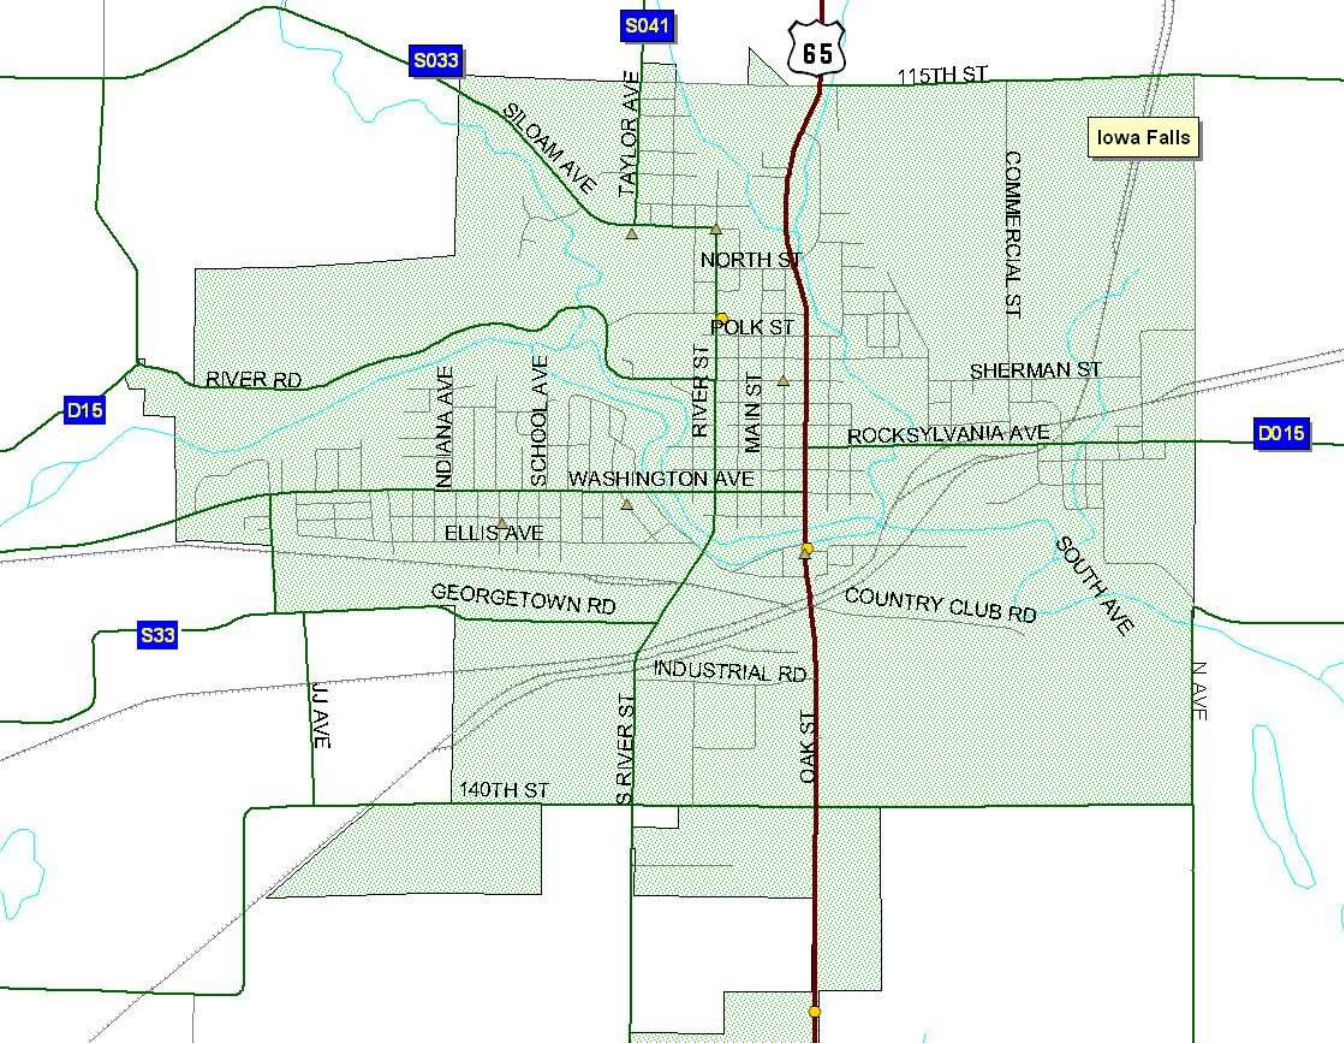 S041
65
S033
115TH ST
SILOAM AVE
TAYLOR AVE
Iowa Falls
COMMERCIAL ST
NORTH ST
POLK ST
RIVER RD
INDIANA AVE
SCHOOL AVE
RIVER ST
MAIN ST
SHERMAN ST
D15
ROCKSYLVANIA AVE
D015
WASHINGTON AVE
ELLIS AVE
SOUTH AVE
GEORGETOWN RD
COUNTRY CLUB RD
S33
INDUSTRIAL RD
JJ AVE
N AVE
S RIVER ST
OAK ST
140TH ST